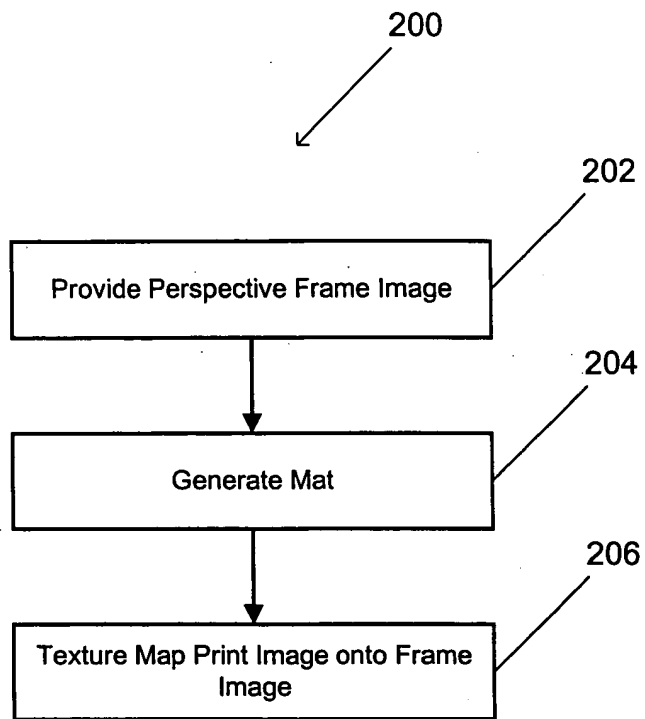 200
202
Provide Perspective Frame Image
204
Generate Mat
206
Texture Map Print Image onto Frame
Image